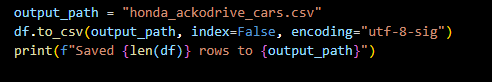 output_path = "honda_ackodrive_cars.csv"
df.to_csv(output_path, index=False, encoding="utf-8-sig")
print(f"Saved {len(df)} rows to {output_path}")